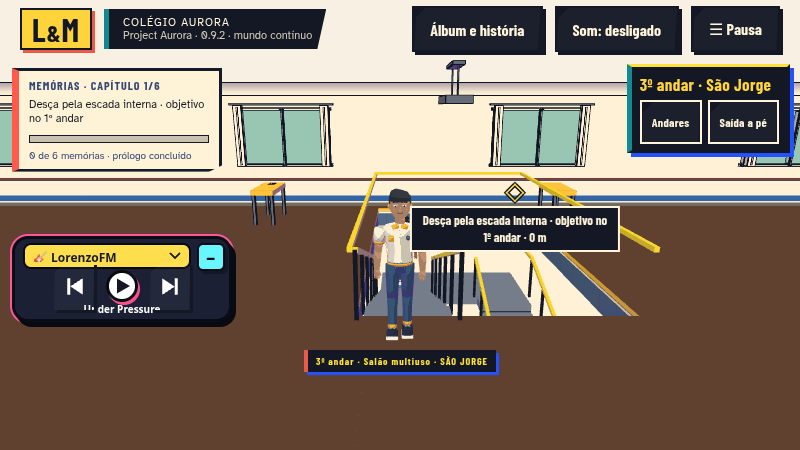 L&M
COLÉGIO AURORA
Project Aurora · 0.9.2 · mundo contínuo
Álbum e história
Som: desligado
☰ Pausa
MEMÓRIAS · CAPÍTULO 1/6
Desça pela escada interna · objetivo
no 1º andar
0 de 6 memórias · prólogo concluído
3º andar · São Jorge
Andares
Saída a pé
Desça pela escada interna · objetivo no
1º andar · 0 m
LorenzoFM
–
Under Pressure
3º andar · Salão multiuso · SÃO JORGE